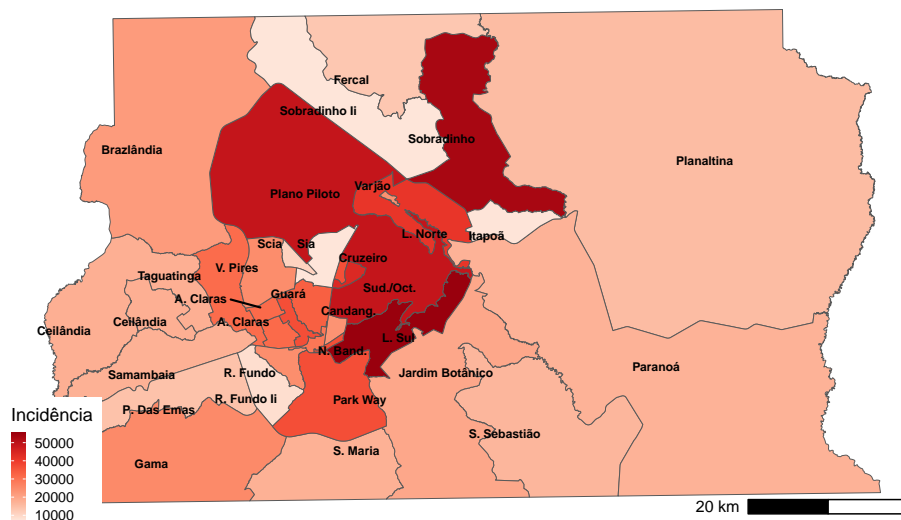 Fercal
Sobradinho Ii
Sobradinho
Brazlândia
Planaltina
Varjão
Plano Piloto
L. Norte
Itapoã
Scia
Sia
Cruzeiro
V. Pires
Taguatinga
Sud./Oct.
A. Claras
Guará
Candang.
Ceilândia
Ceilândia
A. Claras
L. Sul
N. Band.
Jardim Botânico
Paranoá
Samambaia
R. Fundo
R. Fundo Ii
Park Way
P. Das Emas
S. Sebastião
S. Maria
Gama
Incidência
50000
40000
30000
20000
10000
20 km